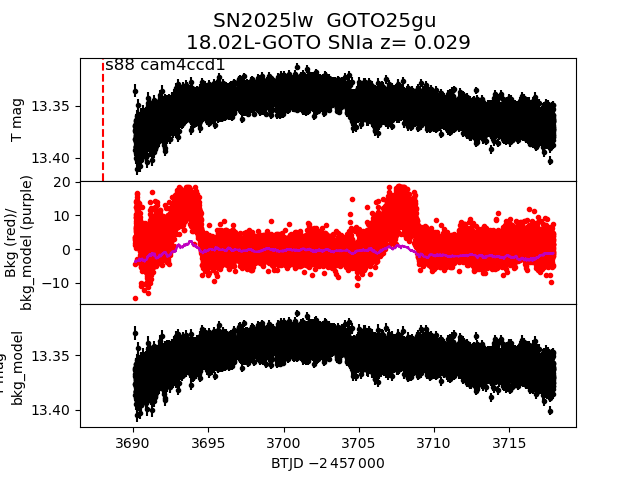 SN2025lw  GOTO25gu
18.02L-GOTO SNIa z= 0.029
s88 cam4ccd1
T mag
13.35
13.40
Bkg (red)/
bkg_model (purple)
20
10
0
−10
mag
bkg_model
13.35
13.40
3690 3695 3700 3705 3710 3715
BTJD −2 457 000